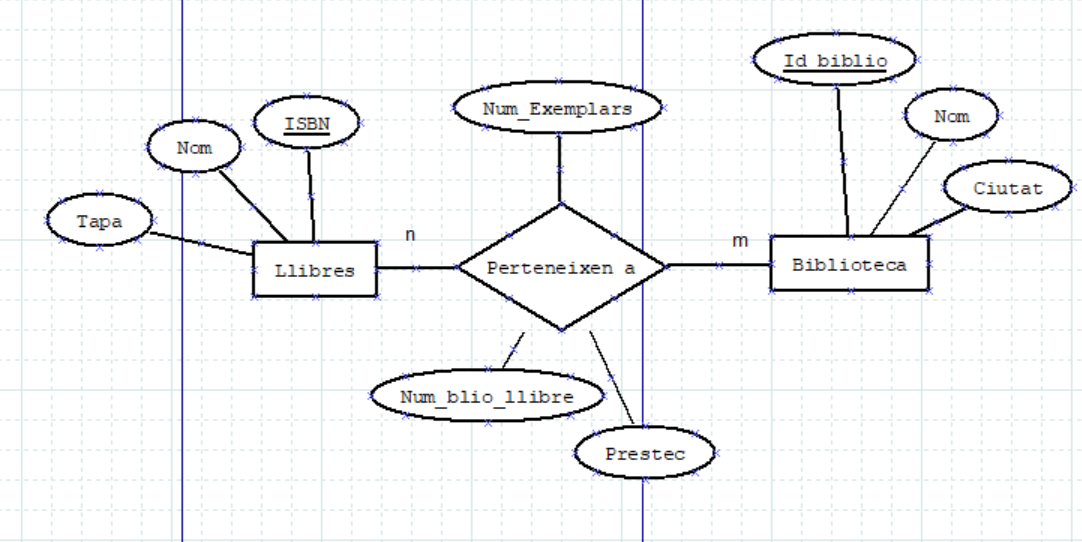 Id_biblio
Num_Exemplars
Nom
ISBN
Nom
Ciutat
Tapa
n
m
Llibres
Perteneixen a
Biblioteca
Num_blio_llibre
Prestec